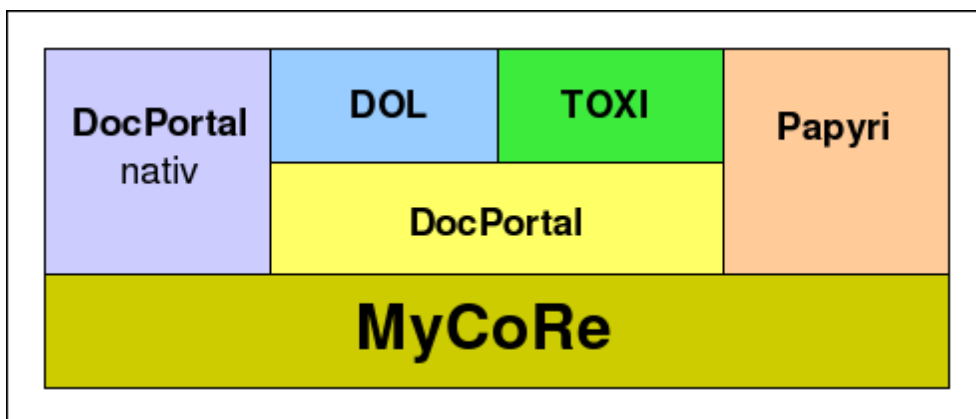 DocPortal
nativ
DOL
TOXI
Papyri
DocPortal
MyCoRe